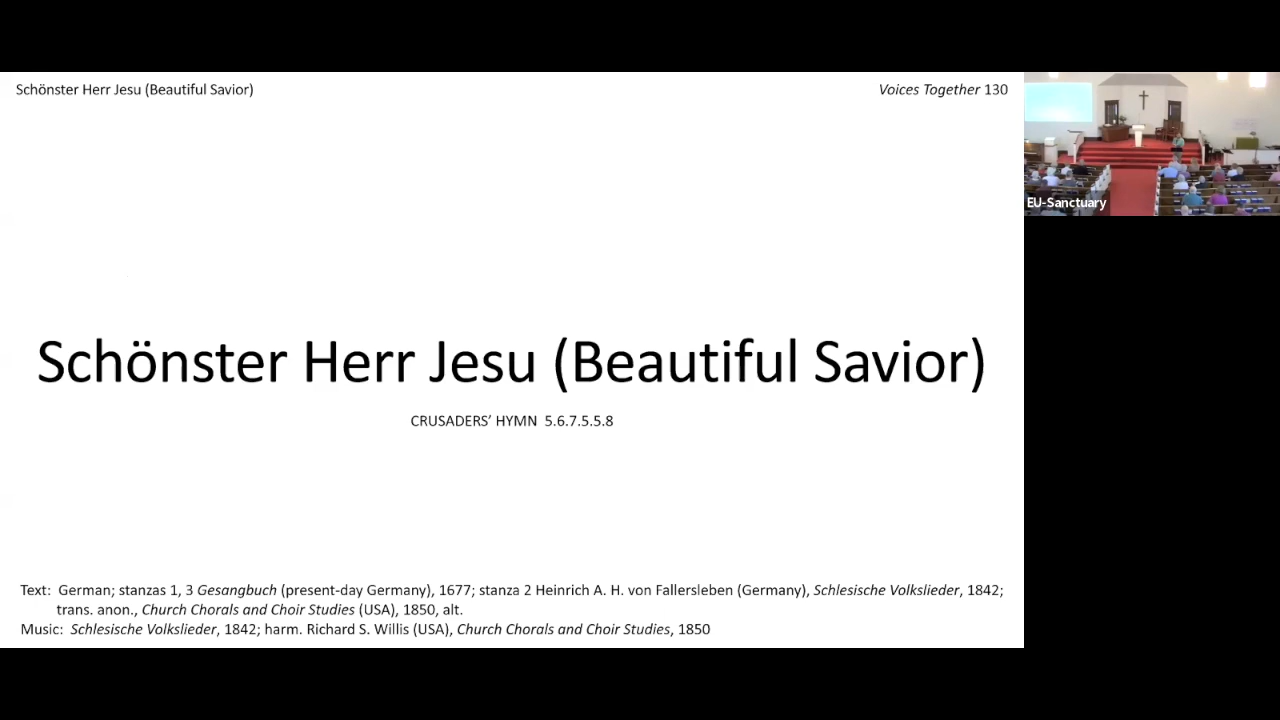 Schönster Herr Jesu (Beautiful Savior)
Voices Together 130
EU-Sanctuary
Schönster Herr Jesu (Beautiful Savior)
CRUSADERS’ HYMN 5.6.7.5.5.8
Text: German; stanzas 1, 3 Gesangbuch (present-day Germany), 1677; stanza 2 Heinrich A. H. von Fallersleben (Germany), Schlesische Volkslieder, 1842;
trans. anon., Church Chorals and Choir Studies (USA), 1850, alt.
Music: Schlesische Volkslieder, 1842; harm. Richard S. Willis (USA), Church Chorals and Choir Studies, 1850